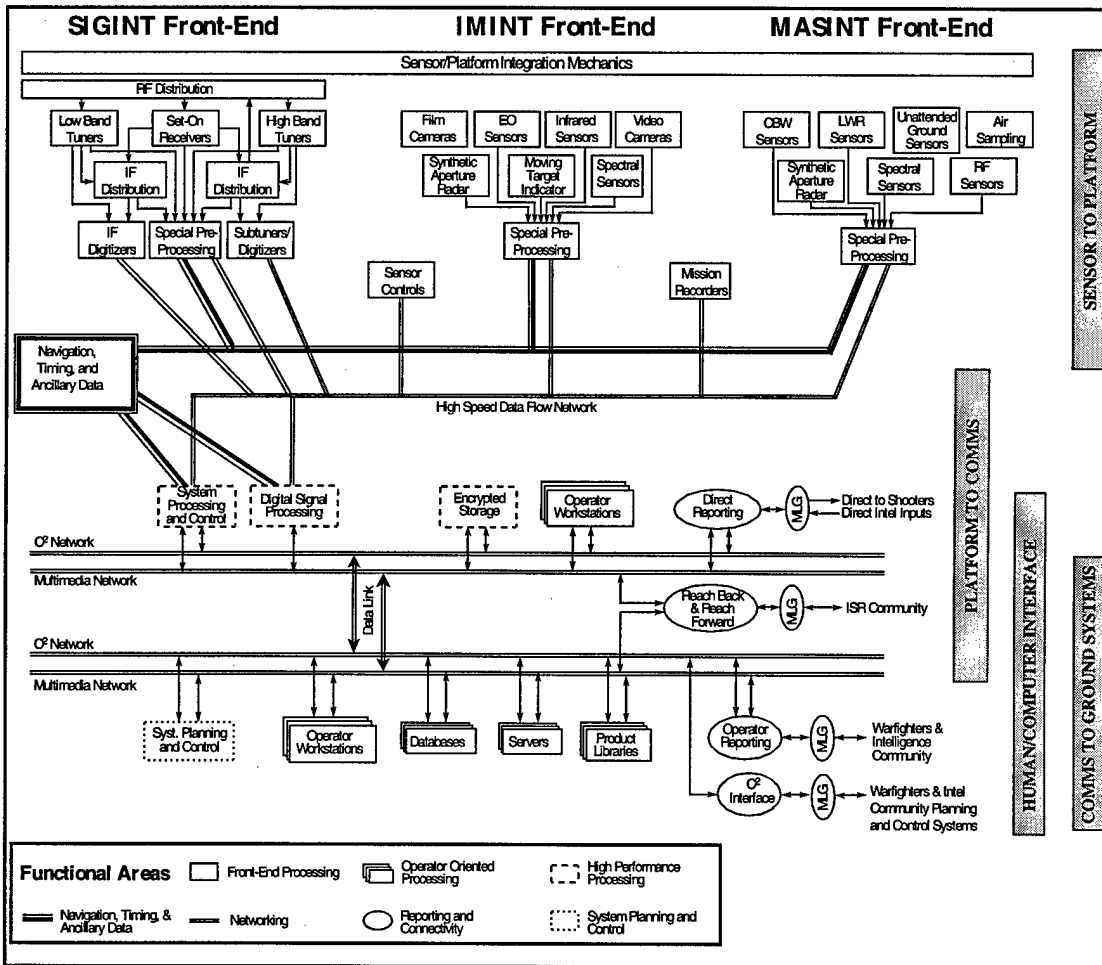 SIGINT Front-End
IMINT Front-End
MASINT Front-End
Sensor/Platform Integration Mechanics
RF Distribution
Low Band
Tuners
Set-On
Receivers
High Band
Tuners
IF
Distribution
IF
Distribution
IF
Digitizers
Special Pre-
Processing
Subtuners/
Digitizers
Film
Cameras
EO
Sensors
Infrared
Sensors
Video
Cameras
Synthetic
Aperture
Radar
Moving
Target
Indicator
Spectral
Sensors
Special Pre-
Processing
CBW
Sensors
LWR
Sensors
Unattended
Ground
Sensors
Air
Sampling
Synthetic
Aperture
Radar
Spectral
Sensors
RF
Sensors
Special Pre-
Processing
Sensor
Controls
Mission
Recorders
Navigation,
Timing, and
Ancillary Data
High Speed Data Flow Network
System
Processing
and Control
Digital Signal
Processing
Encrypted
Storage
Operator
Workstations
Direct
Reporting
MLG
Direct to Shooters
Direct Intel Inputs
C² Network
Multimedia Network
Data Link
Reach Back
& Reach
Forward
MLG
ISR Community
C² Network
Multimedia Network
Syst. Planning
and Control
Operator
Workstations
Databases
Servers
Product
Libraries
Operator
Reporting
MLG
Warfighters &
Intelligence
Community
C²
Interface
MLG
Warfighters & Intel
Community Planning
and Control Systems
SENSOR TO PLATFORM
PLATFORM TO COMMS
HUMAN/COMPUTER INTERFACE
COMMS TO GROUND SYSTEMS
Functional Areas
Front-End Processing
Operator Oriented
Processing
High Performance
Processing
Navigation, Timing, &
Ancillary Data
Networking
Reporting and
Connectivity
System Planning and
Control